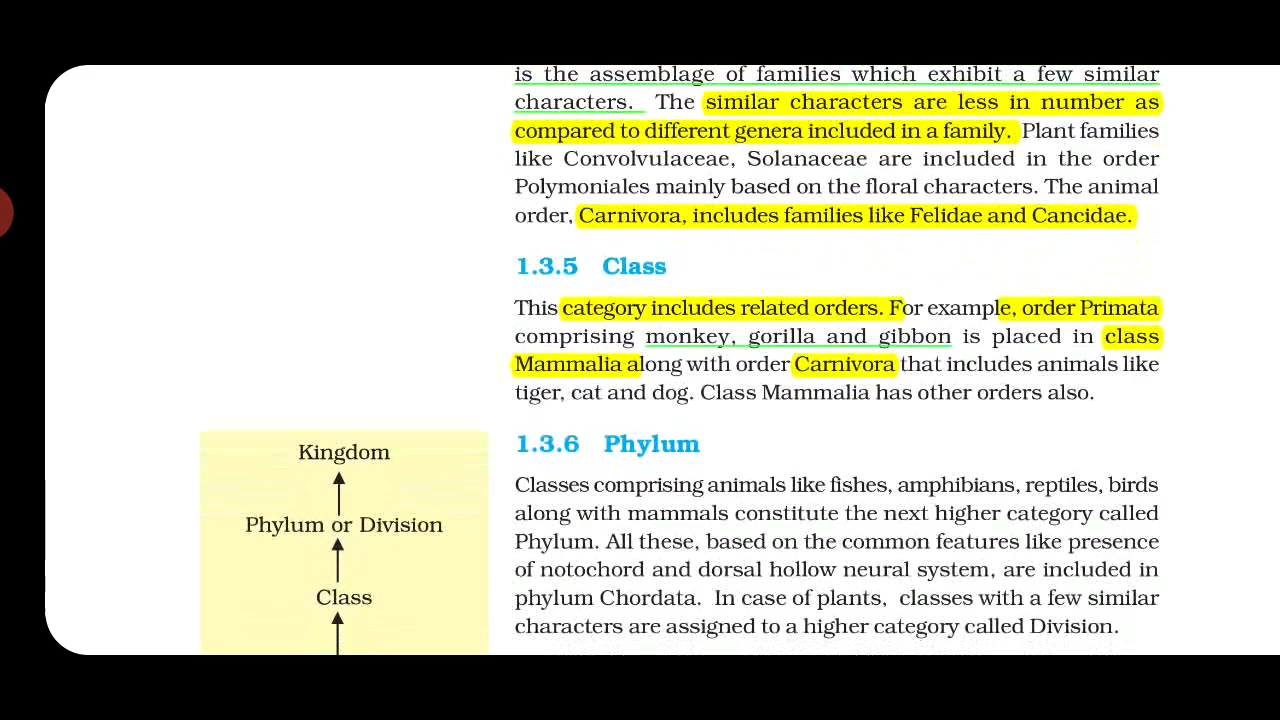 is the assemblage of families which exhibit a few similar
characters. The similar characters are less in number as
compared to different genera included in a family. Plant families
like Convolvulaceae, Solanaceae are included in the order
Polymoniales mainly based on the floral characters. The animal
order, Carnivora, includes families like Felidae and Cancidae.
1.3.5 Class
This category includes related orders. For example, order Primata
comprising monkey, gorilla and gibbon is placed in class
Mammalia along with order Carnivora that includes animals like
tiger, cat and dog. Class Mammalia has other orders also.
1.3.6 Phylum
Classes comprising animals like fishes, amphibians, reptiles, birds
along with mammals constitute the next higher category called
Phylum. All these, based on the common features like presence
of notochord and dorsal hollow neural system, are included in
phylum Chordata. In case of plants, classes with a few similar
characters are assigned to a higher category called Division.
Kingdom
Phylum or Division
Class